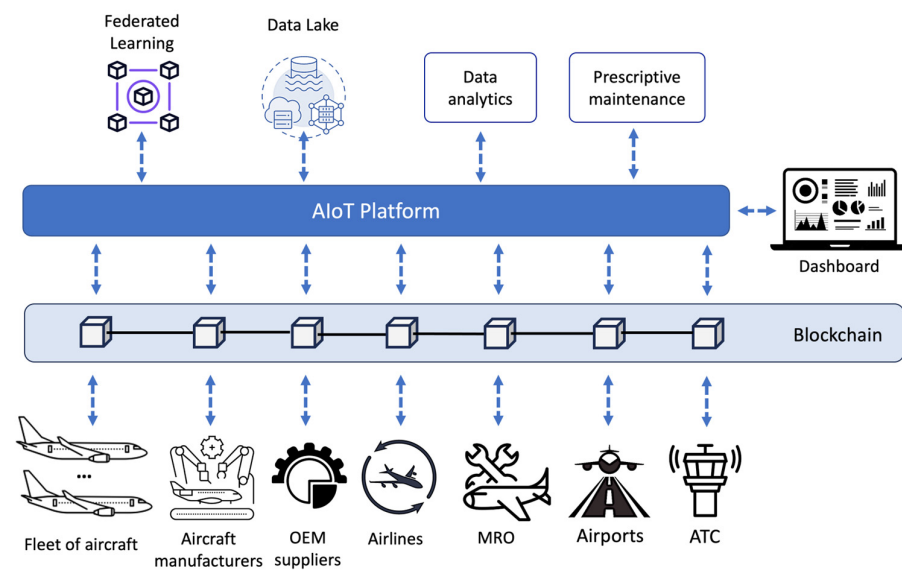 Federated
Learning
Data Lake
Data
analytics
Prescriptive
maintenance
AIoT Platform
Dashboard
Blockchain
...
Fleet of aircraft
Aircraft
manufacturers
OEM
suppliers
Airlines
MRO
Airports
ATC